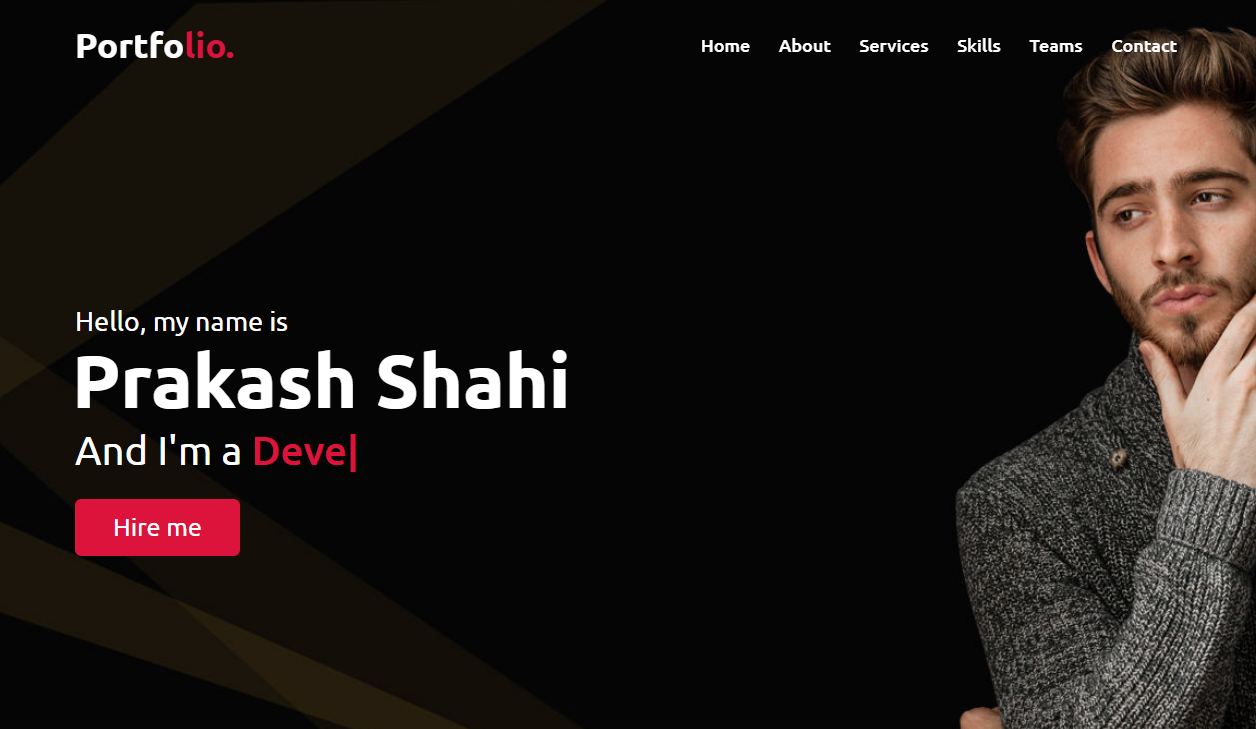 Portfolio.
Home About Services Skills Teams Contact
Hello, my name is
Prakash Shahi
And I'm a Deve|
Hire me